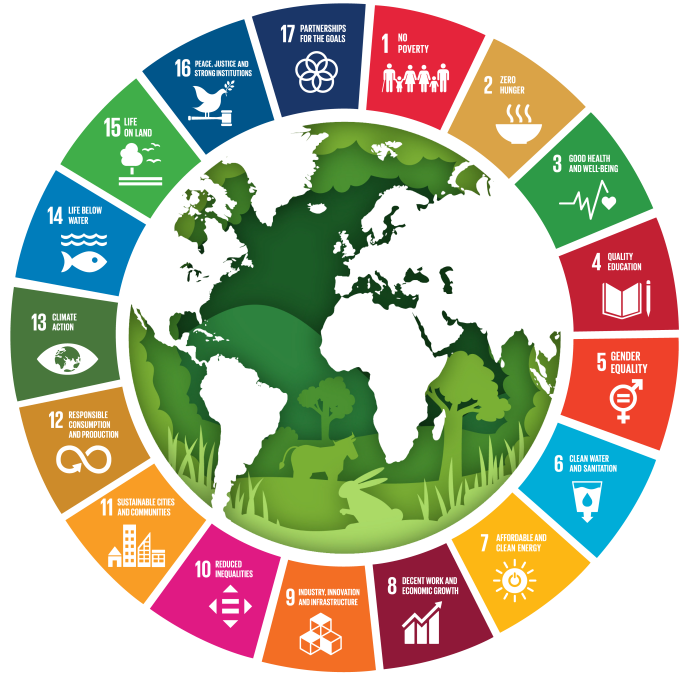 1 NO
POVERTY
2 ZERO
HUNGER
3 GOOD HEALTH
AND WELL-BEING
4 QUALITY
EDUCATION
5 GENDER
EQUALITY
6 CLEAN WATER
AND SANITATION
7 AFFORDABLE AND
CLEAN ENERGY
8 DECENT WORK AND
ECONOMIC GROWTH
9 INDUSTRY, INNOVATION
AND INFRASTRUCTURE
10 REDUCED
INEQUALITIES
11 SUSTAINABLE CITIES
AND COMMUNITIES
12 RESPONSIBLE
CONSUMPTION
AND PRODUCTION
13 CLIMATE
ACTION
14 LIFE BELOW
WATER
15 LIFE
ON LAND
16 PEACE, JUSTICE AND
STRONG INSTITUTIONS
17 PARTNERSHIPS
FOR THE GOALS